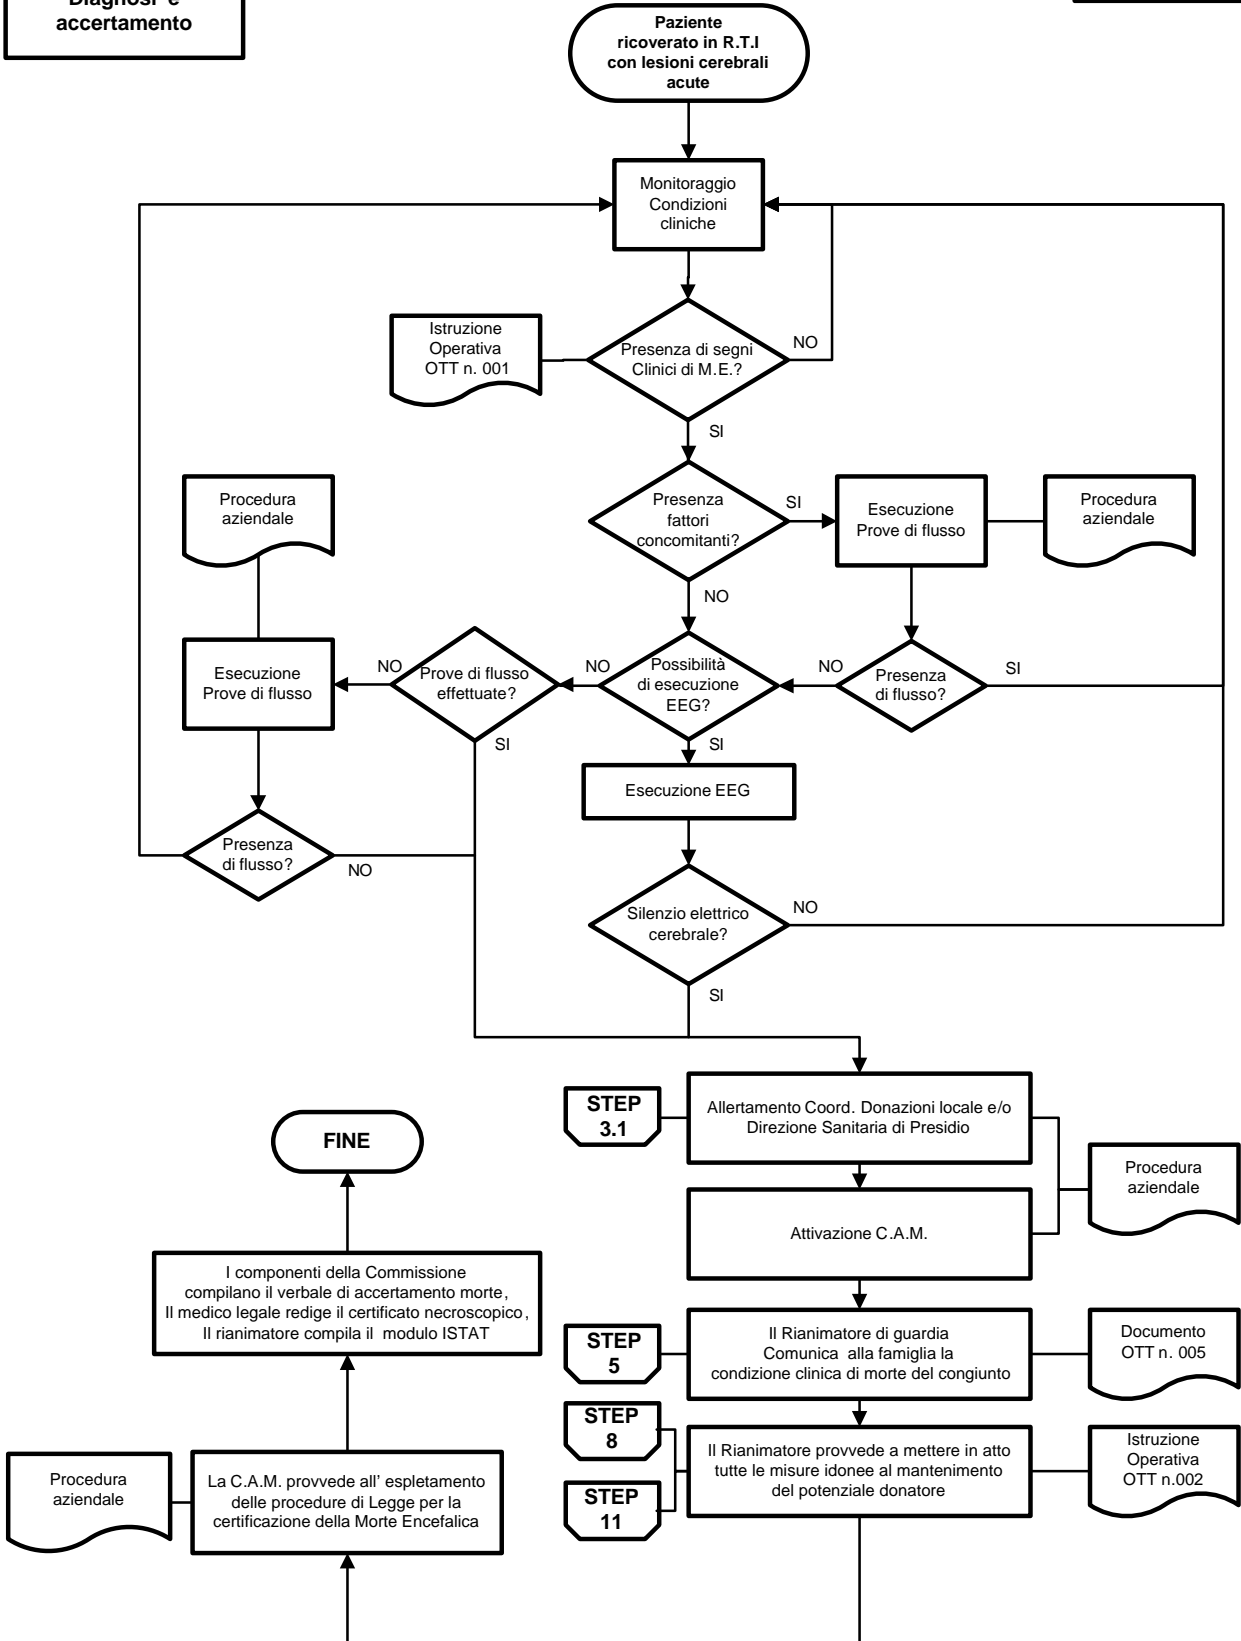 Diagnosi e
accertamento
Paziente
ricoverato in R.T.I
con lesioni cerebrali
acute
Monitoraggio
Condizioni
cliniche
Istruzione
Operativa
OTT n. 001
Presenza di segni
Clinici di M.E.?
NO
SI
Procedura
aziendale
Presenza
fattori
concomitanti?
SI
Esecuzione
Prove di flusso
Procedura
aziendale
NO
Esecuzione
Prove di flusso
NO
Prove di flusso
effettuate?
NO
Possibilità
di esecuzione
EEG?
NO
Presenza
di flusso?
SI
SI
SI
Esecuzione EEG
Presenza
di flusso?
NO
Silenzio elettrico
cerebrale?
NO
SI
STEP
3.1
Allertamento Coord. Donazioni locale e/o
Direzione Sanitaria di Presidio
FINE
Procedura
aziendale
Attivazione C.A.M.
I componenti della Commissione
compilano il verbale di accertamento morte,
Il medico legale redige il certificato necroscopico,
Il rianimatore compila il modulo ISTAT
STEP
5
Il Rianimatore di guardia
Comunica alla famiglia la
condizione clinica di morte del congiunto
Documento
OTT n. 005
STEP
8
STEP
11
Il Rianimatore provvede a mettere in atto
tutte le misure idonee al mantenimento
del potenziale donatore
Istruzione
Operativa
OTT n.002
Procedura
aziendale
La C.A.M. provvede all' espletamento
delle procedure di Legge per la
certificazione della Morte Encefalica